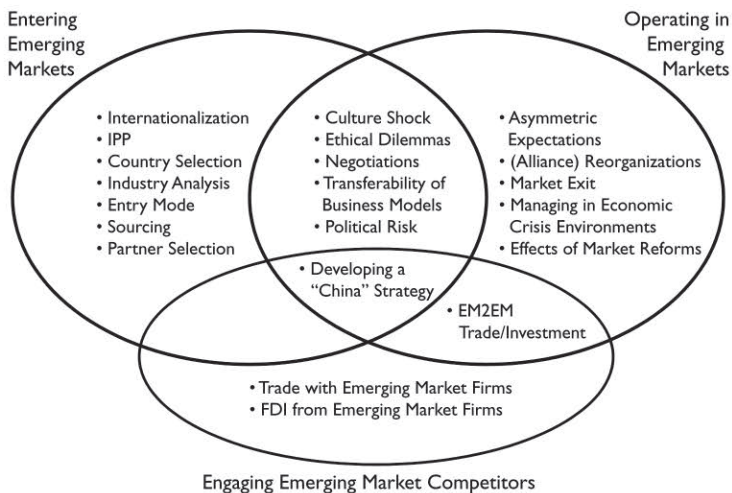 Entering
Emerging
Markets
Operating in
Emerging
Markets
• Internationalization
• IPP
• Country Selection
• Industry Analysis
• Entry Mode
• Sourcing
• Partner Selection
• Culture Shock
• Ethical Dilemmas
• Negotiations
• Transferability of
Business Models
• Political Risk
• Asymmetric
Expectations
• (Alliance) Reorganizations
• Market Exit
• Managing in Economic
Crisis Environments
• Effects of Market Reforms
• Developing a
“China” Strategy
• EM2EM
Trade/Investment
• Trade with Emerging Market Firms
• FDI from Emerging Market Firms
Engaging Emerging Market Competitors